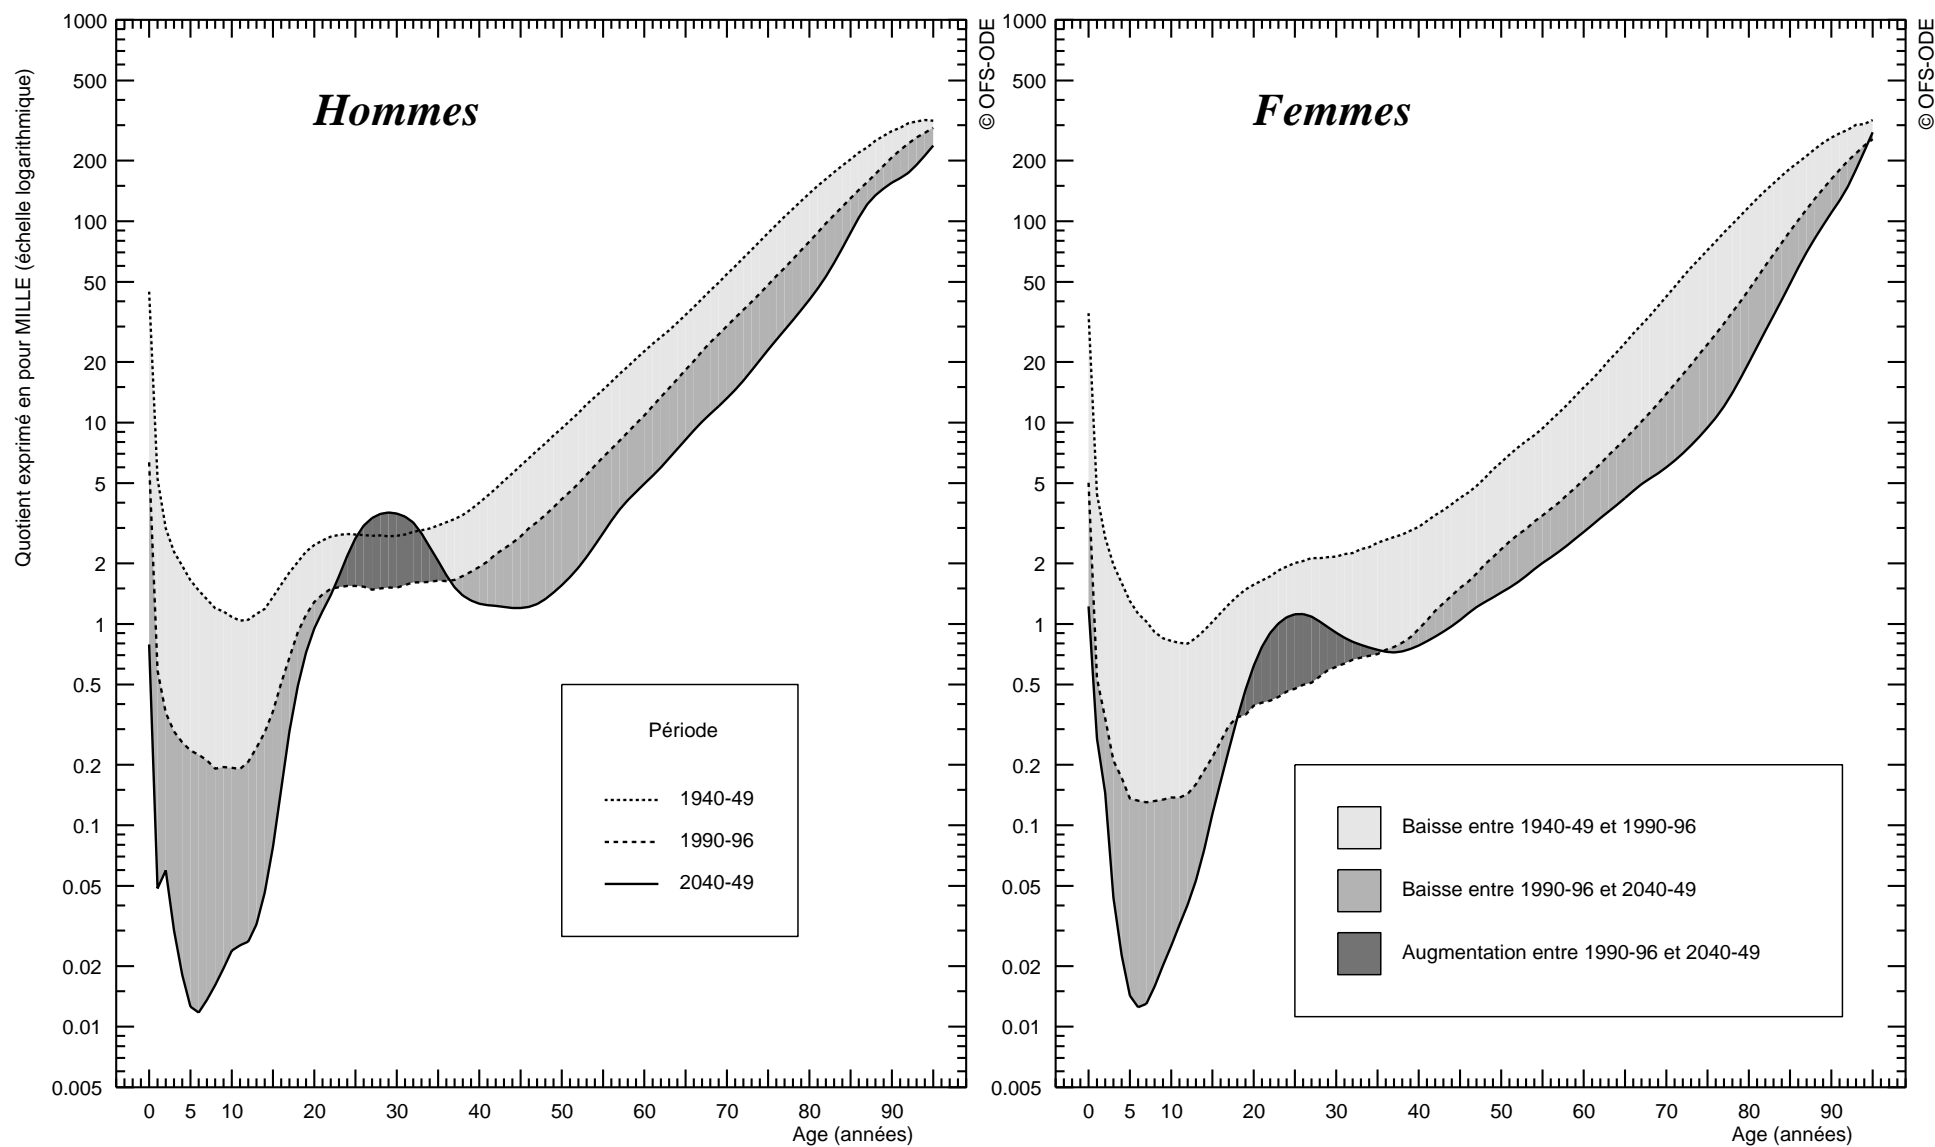 Hommes
© OFS-ODE
Quotient exprimé en pour MILLE (échelle logarithmique)
1000
500
200
100
50
20
10
5
2
1
0.5
0.2
0.1
0.05
0.02
0.01
0.005
0 5 10 20 30 40 50 60 70 80 90
Age (années)
Période
1940-49
1990-96
2040-49
Femmes
© OFS-ODE
1000
500
200
100
50
20
10
5
2
1
0.5
0.2
0.1
0.05
0.02
0.01
0.005
0 5 10 20 30 40 50 60 70 80 90
Age (années)
Baisse entre 1940-49 et 1990-96
Baisse entre 1990-96 et 2040-49
Augmentation entre 1990-96 et 2040-49